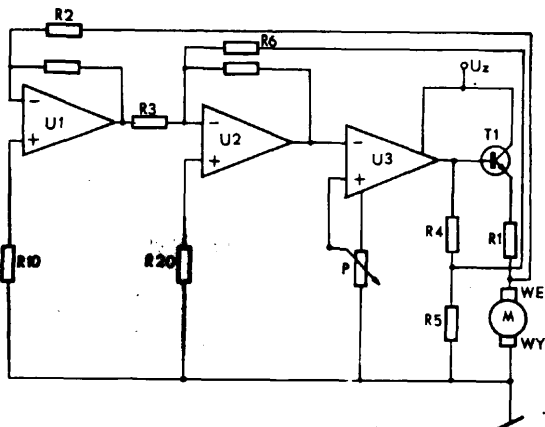 R2
R6
Uz
R3
T1
−
U1
+
−
U2
+
−
U3
+
R4
R1
R10
R20
P
R5
WE
M
WY